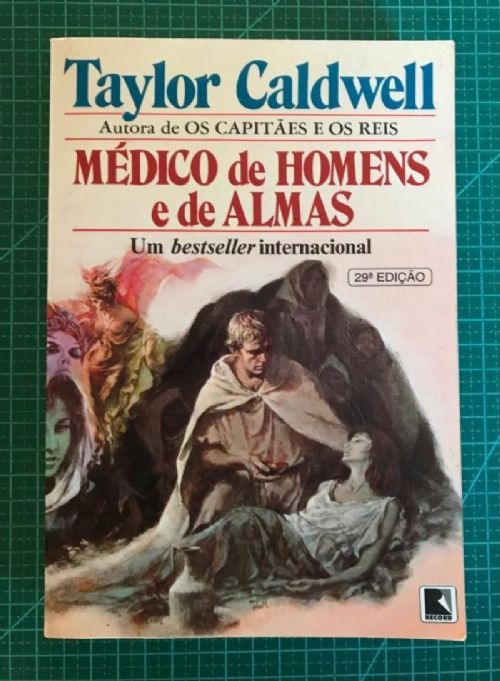 Taylor Caldwell
Autora de OS CAPITÃES E OS REIS
MÉDICO de HOMENS
e de ALMAS
Um bestseller internacional
29ª EDIÇÃO
RECORD